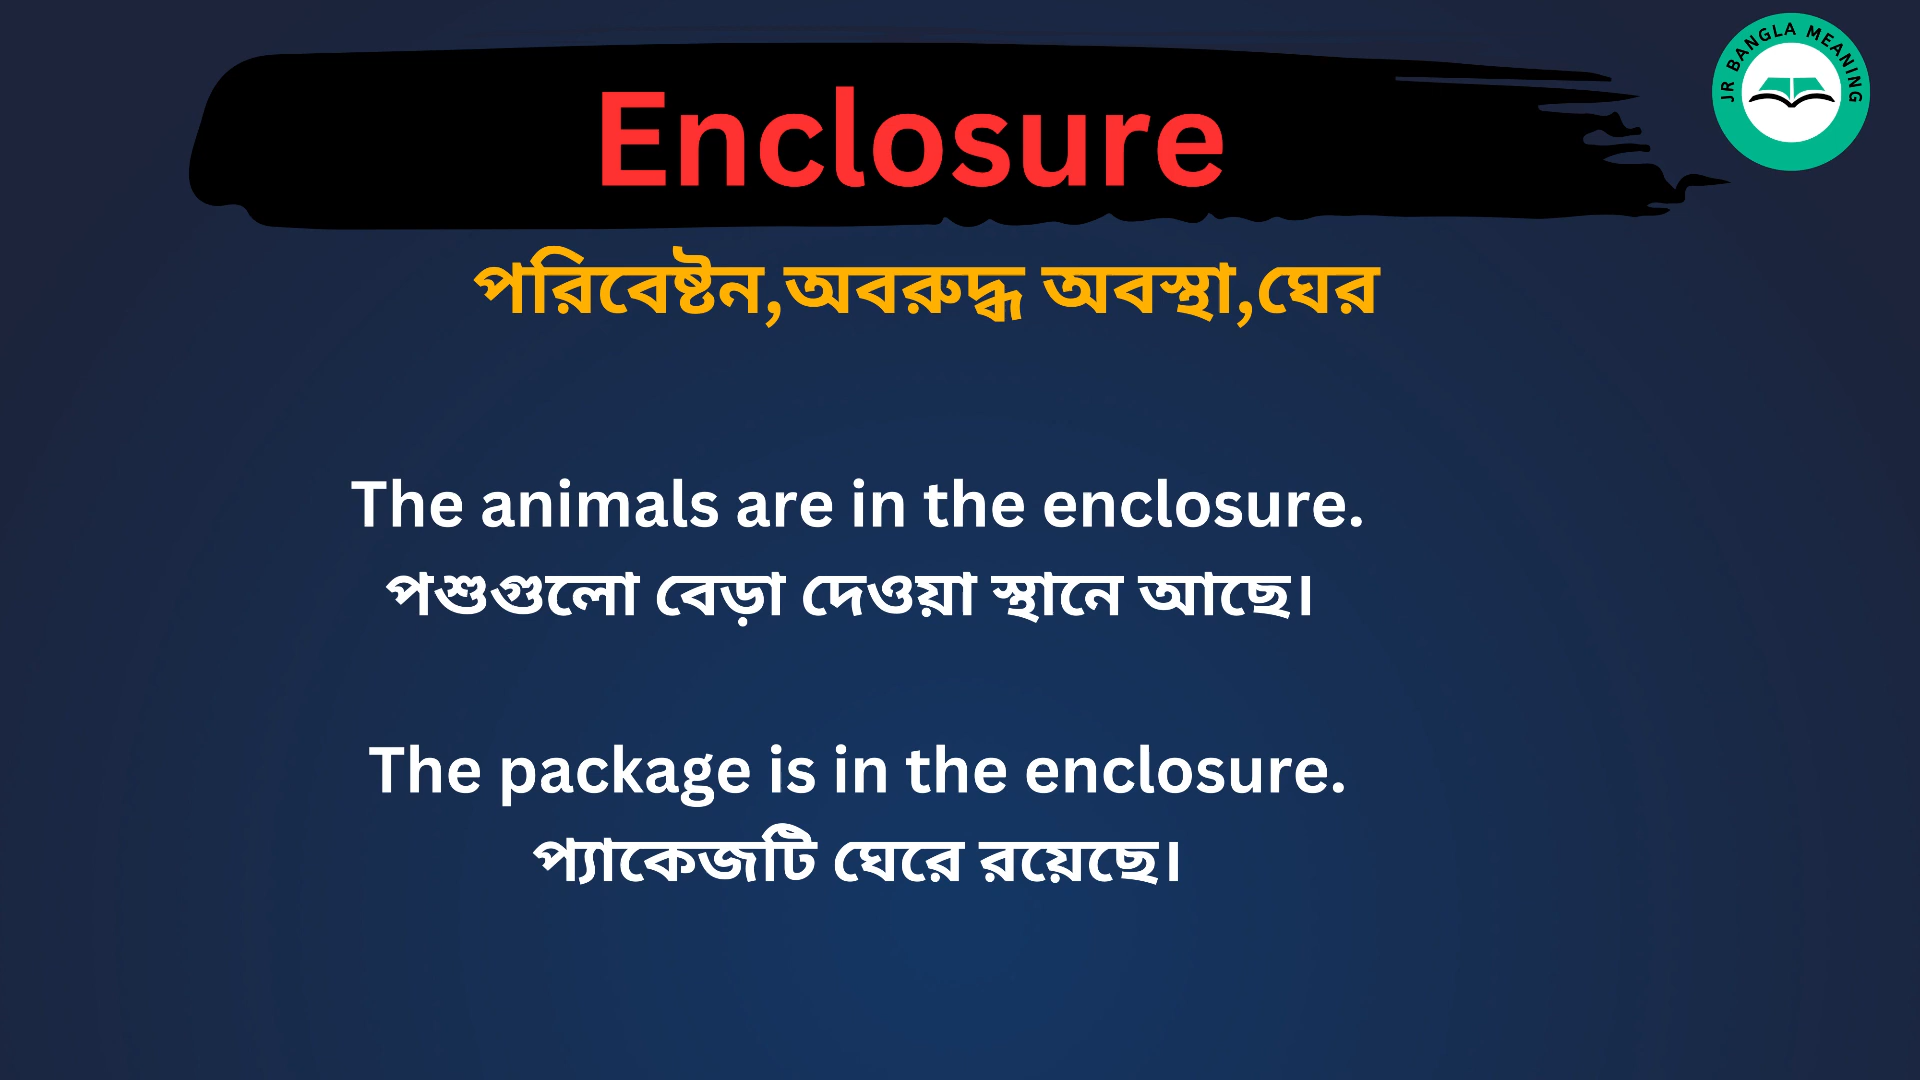 JR BANGLA MEANING
Enclosure
পরিবেষ্টন,অবরুদ্ধ অবস্থা,ঘের
The animals are in the enclosure.
পশুগুলো বেড়া দেওয়া স্থানে আছে।
The package is in the enclosure.
প্যাকেজটি ঘেরে রয়েছে।